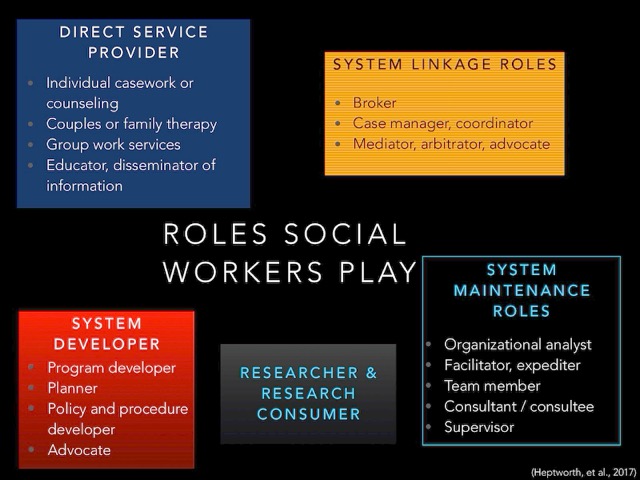 DIRECT SERVICE
PROVIDER
• Individual casework or
counseling
• Couples or family therapy
• Group work services
• Educator, disseminator of
information
SYSTEM LINKAGE ROLES
• Broker
• Case manager, coordinator
• Mediator, arbitrator, advocate
ROLES SOCIAL
WORKERS PLAY
SYSTEM
DEVELOPER
• Program developer
• Planner
• Policy and procedure
developer
• Advocate
RESEARCHER &
RESEARCH
CONSUMER
SYSTEM
MAINTENANCE
ROLES
• Organizational analyst
• Facilitator, expediter
• Team member
• Consultant / consultee
• Supervisor
(Heptworth, et al., 2017)